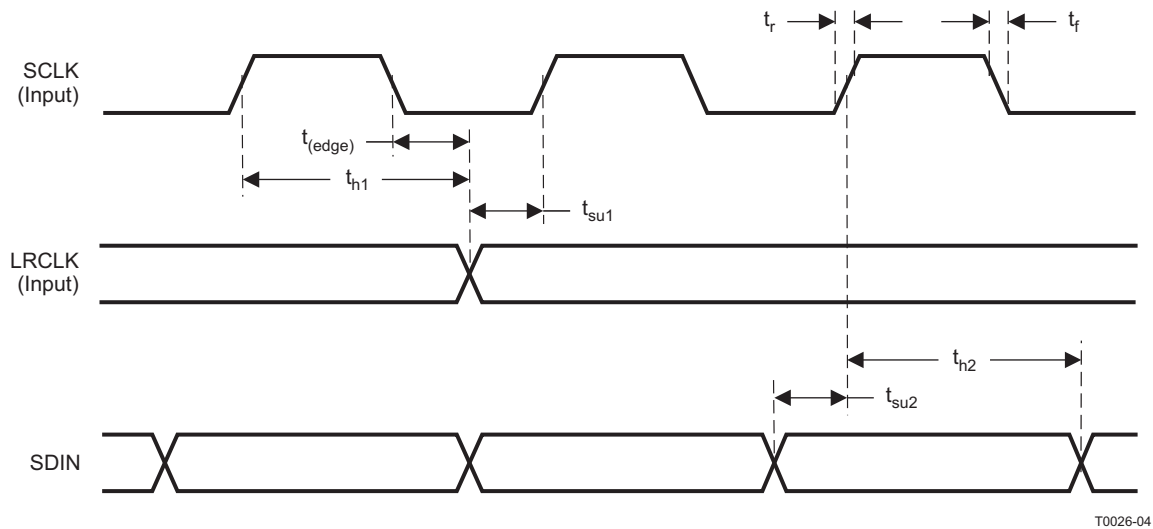 t_r
t_f
SCLK
(Input)
t_(edge)
t_h1
t_su1
LRCLK
(Input)
t_h2
t_su2
SDIN
T0026-04